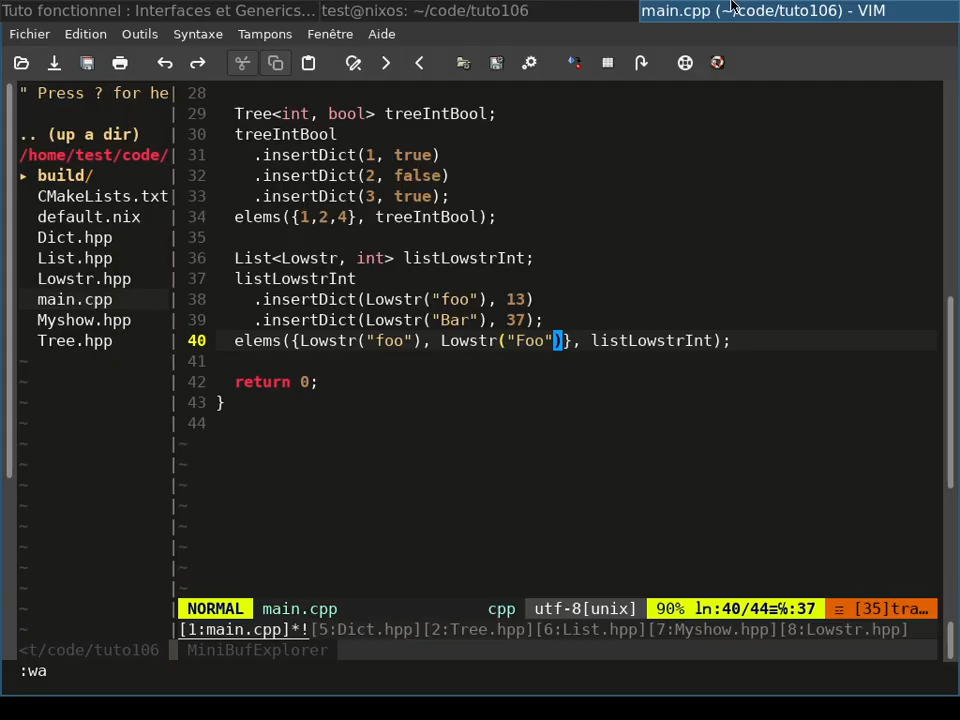 Tuto fonctionnel : Interfaces et Generics... test@nixos: ~/code/tuto106 main.cpp (~/code/tuto106) - VIM
Fichier Edition Outils Syntaxe Tampons Fenêtre Aide
" Press ? for he| 28
| 29 Tree<int, bool> treeIntBool;
.. (up a dir) | 30 treeIntBool
/home/test/code/| 31 .insertDict(1, true)
▸ build/ | 32 .insertDict(2, false)
CMakeLists.txt| 33 .insertDict(3, true);
default.nix | 34 elems({1,2,4}, treeIntBool);
Dict.hpp | 35
List.hpp | 36 List<Lowstr, int> listLowstrInt;
Lowstr.hpp | 37 listLowstrInt
main.cpp | 38 .insertDict(Lowstr("foo"), 13)
Myshow.hpp | 39 .insertDict(Lowstr("Bar"), 37);
Tree.hpp | 40 elems({Lowstr("foo"), Lowstr("Foo")}, listLowstrInt);
~ | 41
~ | 42 return 0;
~ | 43 }
~ | 44
~ |~
~ |~
~ |~
~ |~
~ |~
~ |~
~ |~
~ |~
~ NORMAL main.cpp cpp utf-8[unix] 90% ln:40/44≡℅:37 ☲ [35]tra…
~ [1:main.cpp]*![5:Dict.hpp][2:Tree.hpp][6:List.hpp][7:Myshow.hpp][8:Lowstr.hpp]
<t/code/tuto106 MiniBufExplorer
:wa